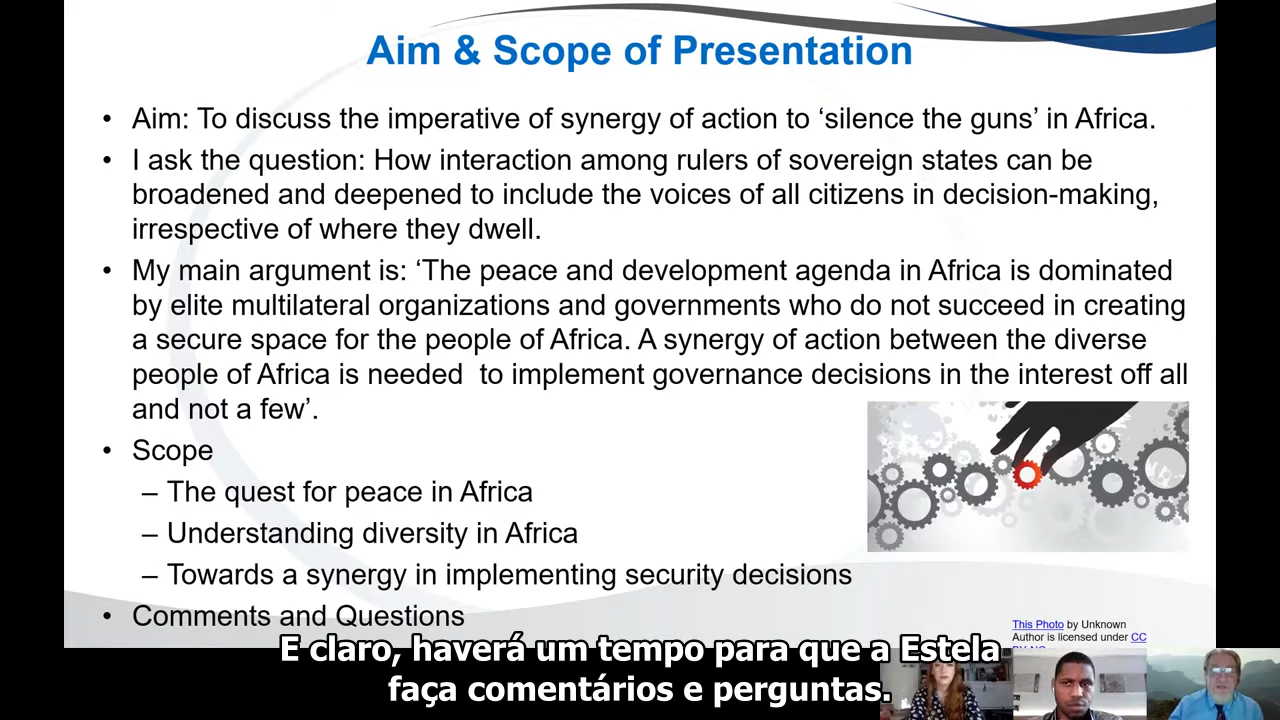 Aim & Scope of Presentation
• Aim: To discuss the imperative of synergy of action to ‘silence the guns’ in Africa.
• I ask the question: How interaction among rulers of sovereign states can be
broadened and deepened to include the voices of all citizens in decision-making,
irrespective of where they dwell.
• My main argument is: ‘The peace and development agenda in Africa is dominated
by elite multilateral organizations and governments who do not succeed in creating
a secure space for the people of Africa. A synergy of action between the diverse
people of Africa is needed to implement governance decisions in the interest off all
and not a few’.
• Scope
– The quest for peace in Africa
– Understanding diversity in Africa
– Towards a synergy in implementing security decisions
• Comments and Questions
This Photo by Unknown
Author is licensed under CC
E claro, haverá um tempo para que a Estela
faça comentários e perguntas.